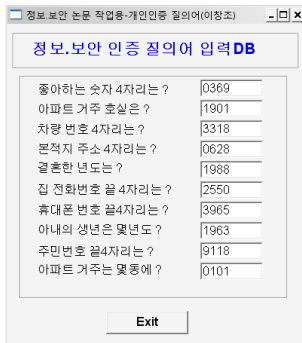 정보 보안 논문 작업용-개인인증 질의어(이창조)
정보.보안 인증 질의어 입력DB
좋아하는 숫자 4자리는 ? 0369
아파트 거주 호실은 ? 1901
차량 번호 4자리는 ? 3318
본적지 주소 4자리는 ? 0628
결혼한 년도는 ? 1988
집 전화번호 끝 4자리는 ? 2550
휴대폰 번호 끝4자리는 ? 3965
아내의 생년은 몇년도 ? 1963
주민번호 끝4자리는 ? 9118
아파트 거주는 몇동에 ? 0101
Exit